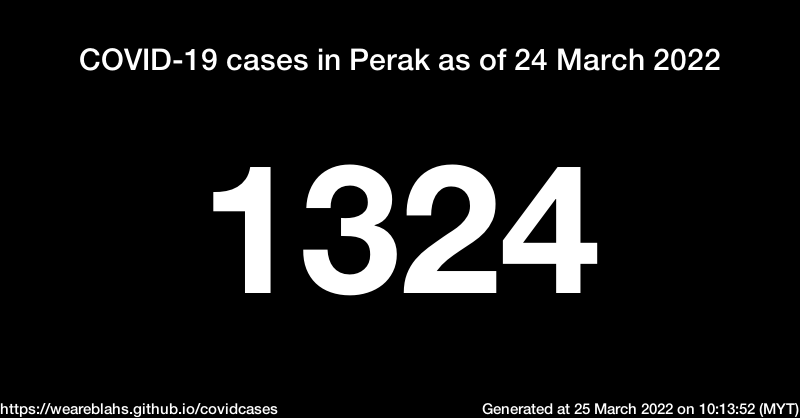 COVID-19 cases in Perak as of 24 March 2022
1324
https://weareblahs.github.io/covidcases
Generated at 25 March 2022 on 10:13:52 (MYT)